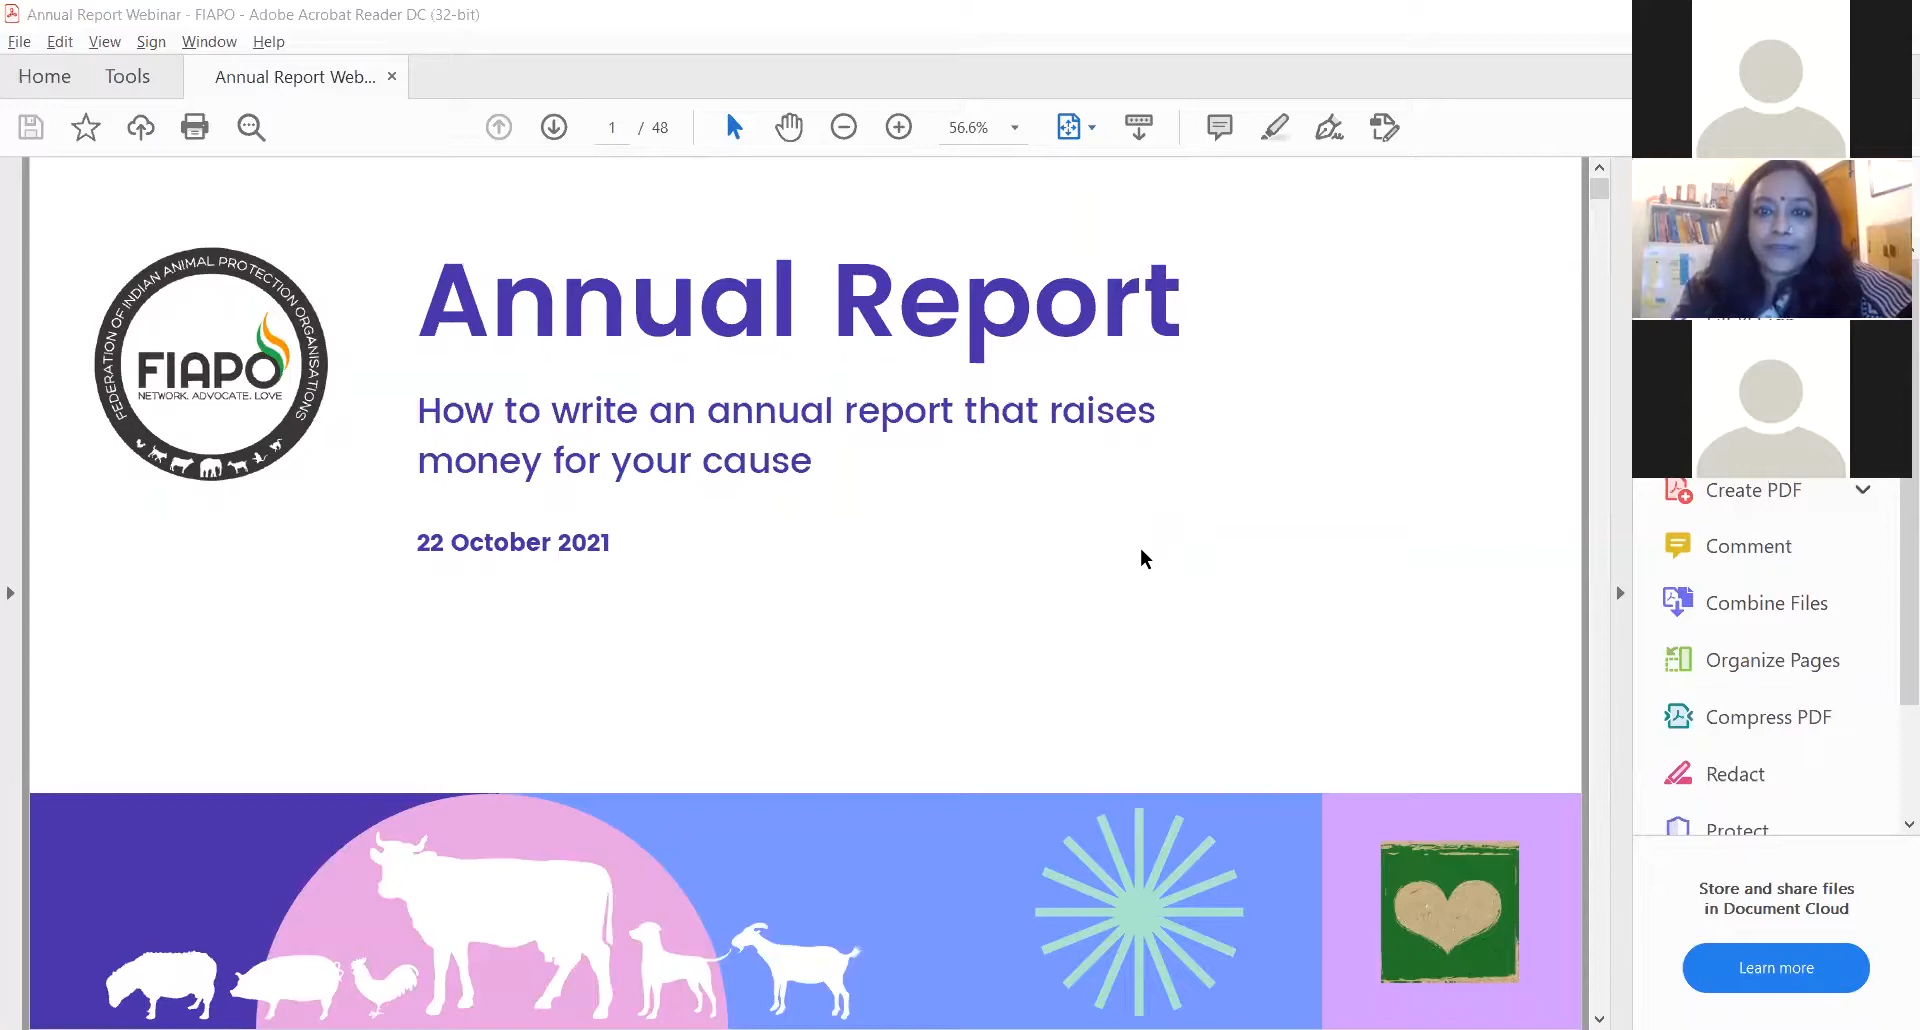 Annual Report Webinar - FIAPO - Adobe Acrobat Reader DC (32-bit)
File Edit View Sign Window Help
Home Tools Annual Report Web... ×
1 / 48 56.6%
FEDERATION OF INDIAN ANIMAL PROTECTION ORGANISATIONS
FIAPO
NETWORK. ADVOCATE. LOVE
Annual Report
How to write an annual report that raises
money for your cause
22 October 2021
Create PDF
Comment
Combine Files
Organize Pages
Compress PDF
Redact
Protect
Store and share files
in Document Cloud
Learn more